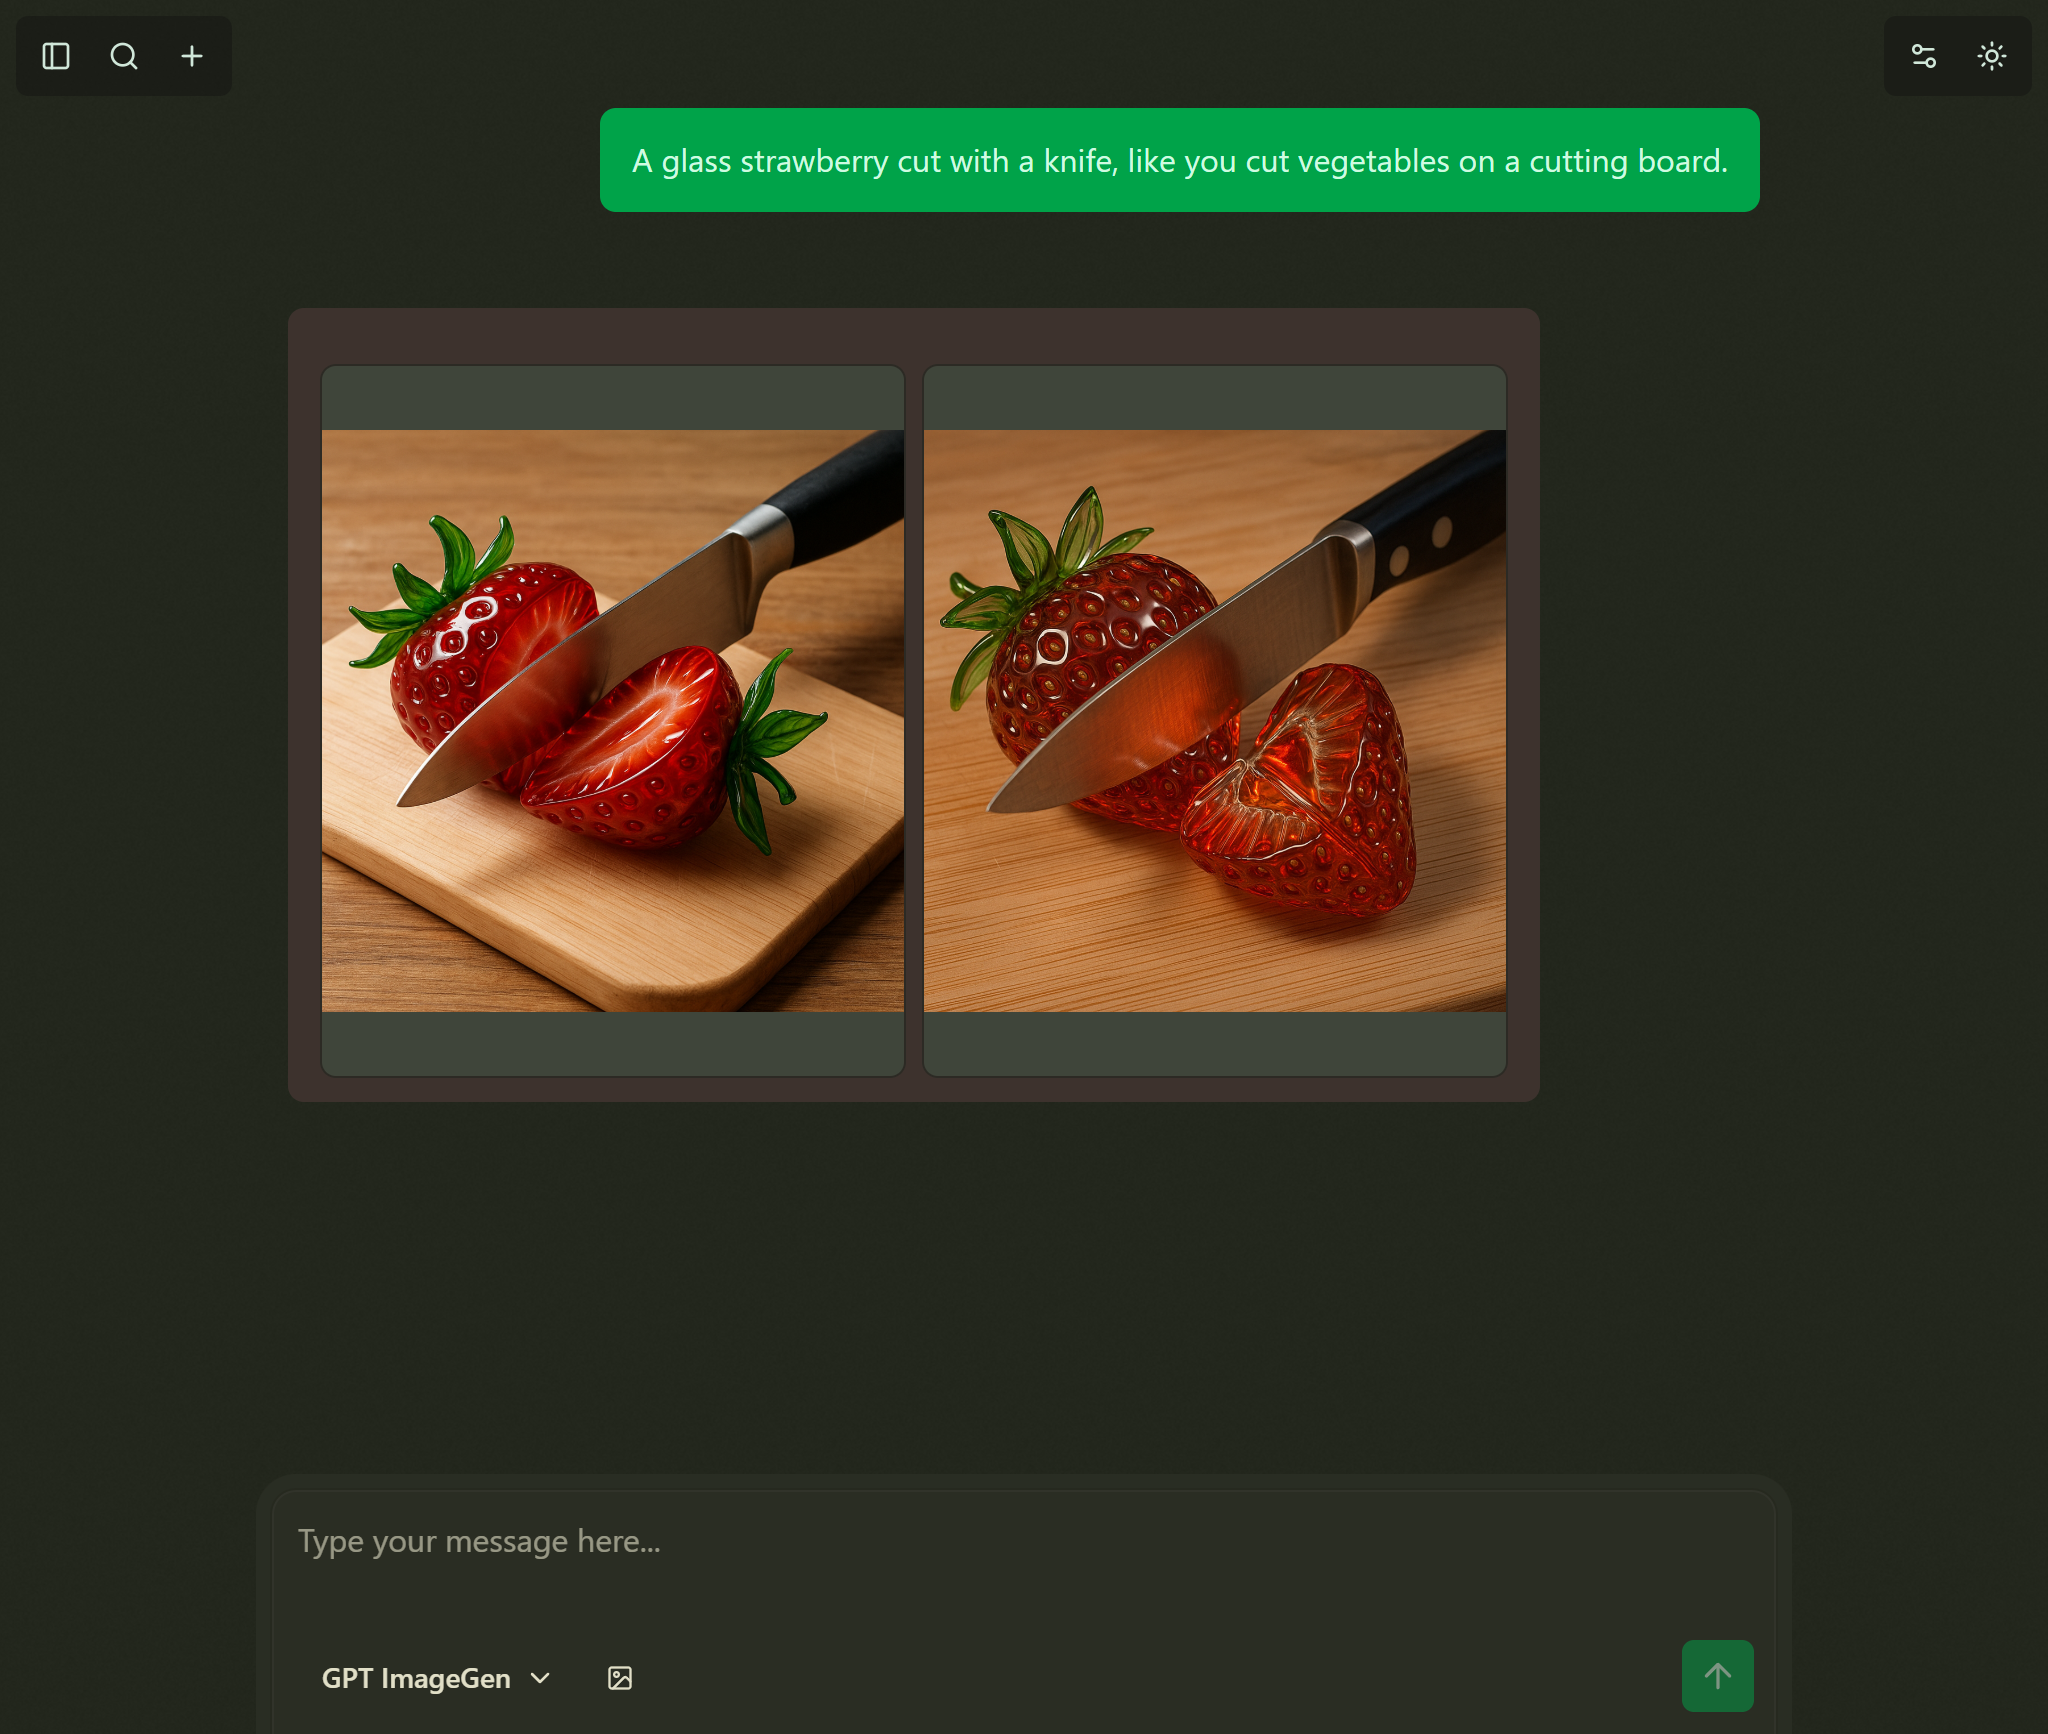 A glass strawberry cut with a knife, like you cut vegetables on a cutting board.
Type your message here...
GPT ImageGen